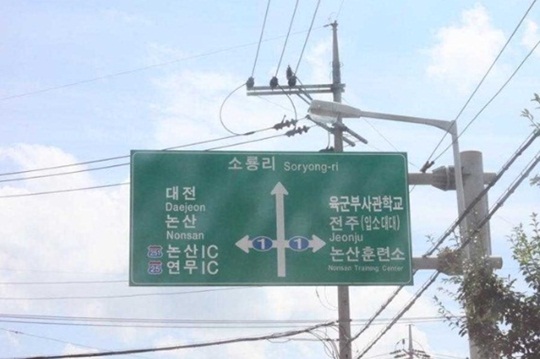 소룡리 Soryong-ri
대전
Daejeon
논산
Nonsan
논산IC
연무IC
1 1
육군부사관학교
전주(입소대대)
Jeonju
논산훈련소
Nonsan Training Center